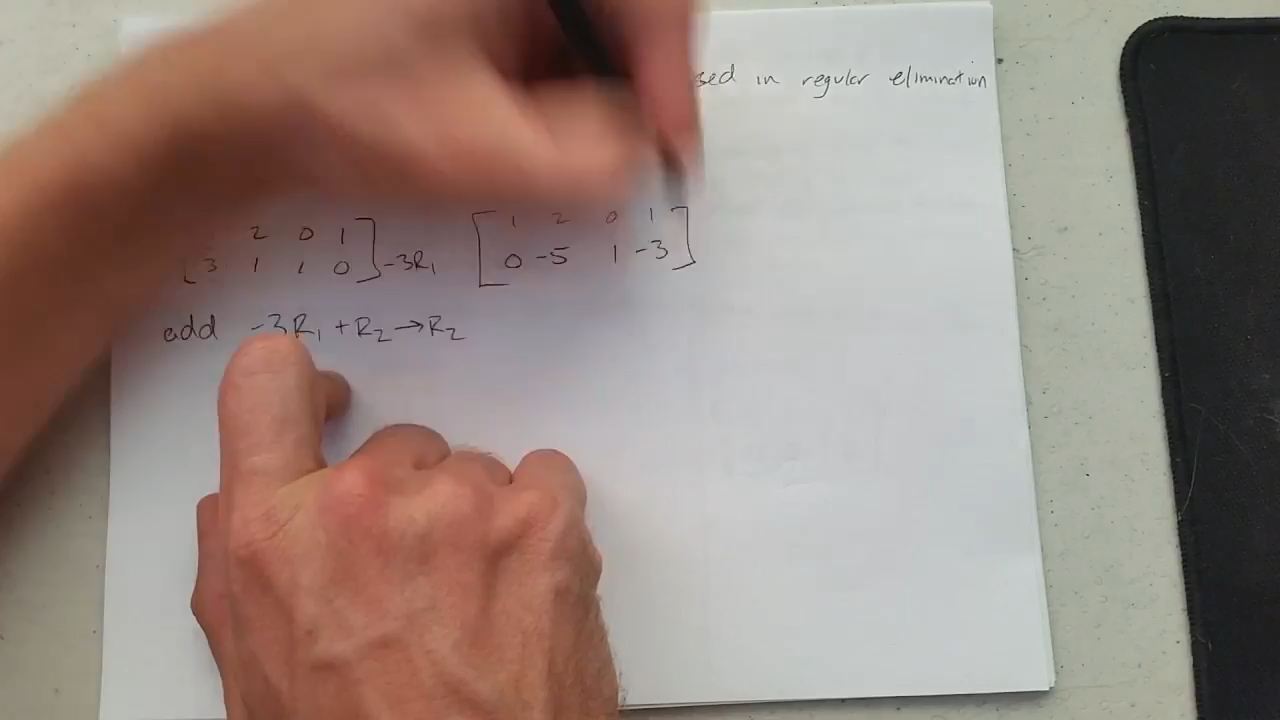 sed in regular elimination
2 0 1 1 2 0 1
3 1 1 0 -3R₁ 0 -5 1 -3
add -3R₁ + R₂ → R₂